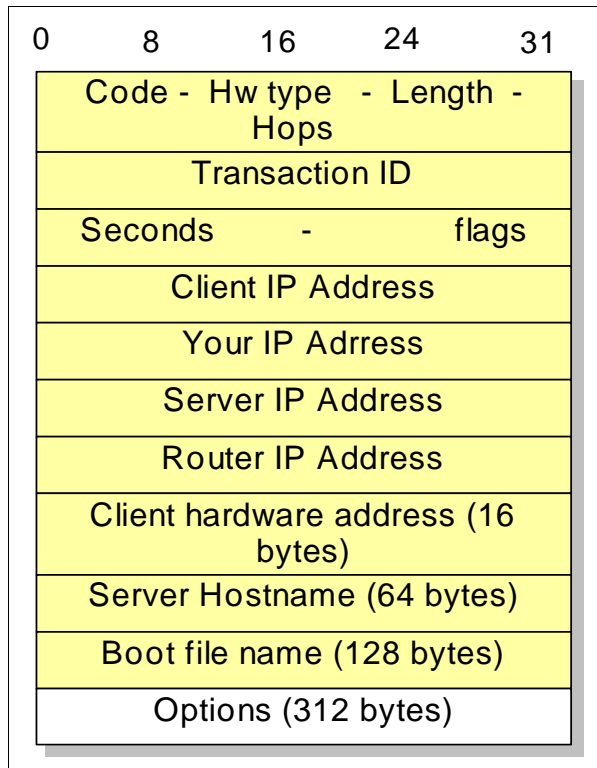 0 8 16 24 31
Code - Hw type - Length -
Hops
Transaction ID
Seconds - flags
Client IP Address
Your IP Adrress
Server IP Address
Router IP Address
Client hardware address (16
bytes)
Server Hostname (64 bytes)
Boot file name (128 bytes)
Options (312 bytes)